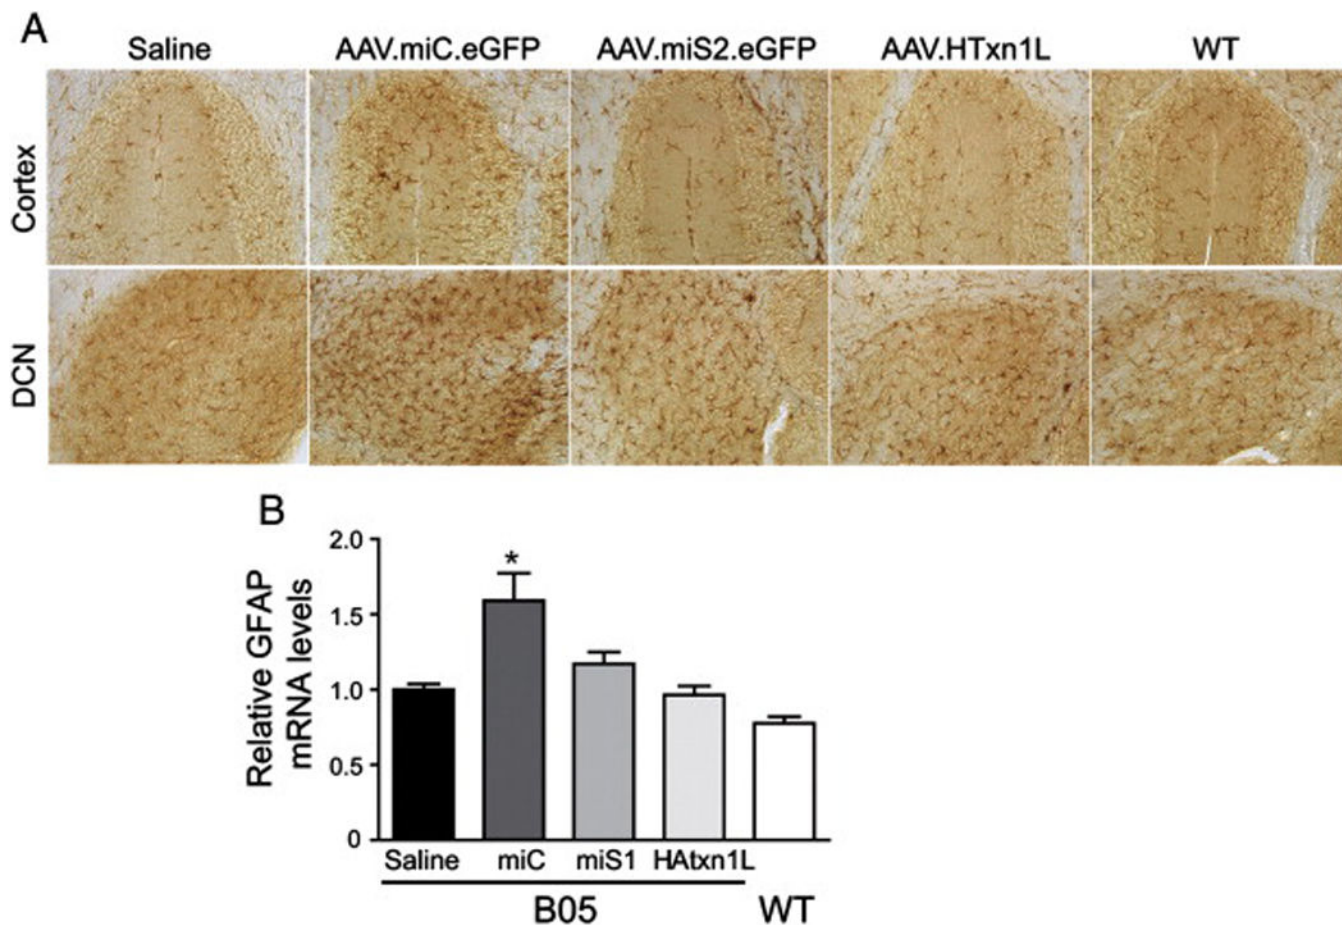 A
Saline AAV.miC.eGFP AAV.miS2.eGFP AAV.HTxn1L WT
Cortex
DCN
B
Relative GFAP
mRNA levels
2.0
1.5
1.0
0.5
0
*
Saline miC miS1 HAtxn1L
B05 WT